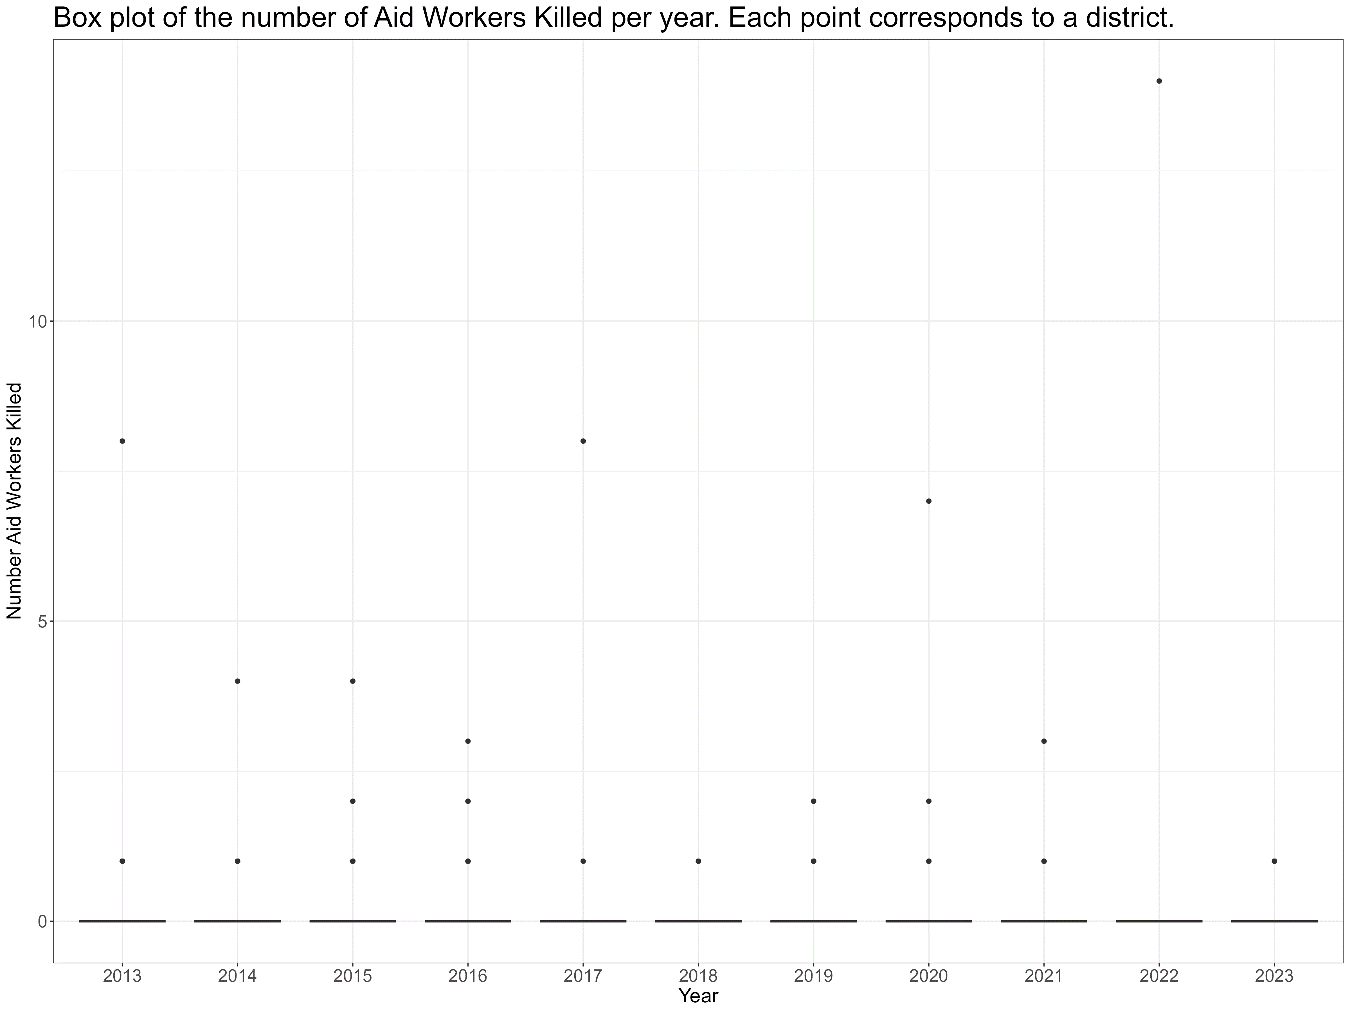 Box plot of the number of Aid Workers Killed per year. Each point corresponds to a district.
Number Aid Workers Killed
10
5
0
2013 2014 2015 2016 2017 2018 2019 2020 2021 2022 2023
Year